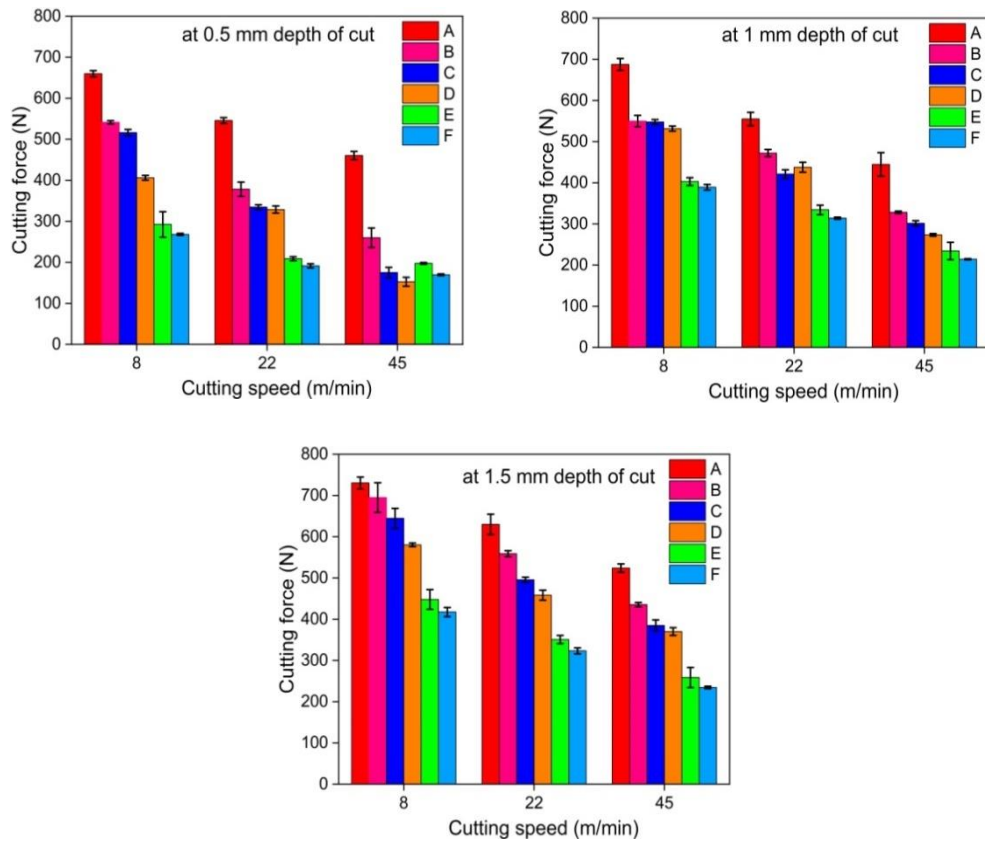 at 0.5 mm depth of cut
A
B
C
D
E
F
800
700
600
500
400
300
200
100
0
Cutting force (N)
8 22 45
Cutting speed (m/min)
at 1 mm depth of cut
A
B
C
D
E
F
800
700
600
500
400
300
200
100
0
Cutting force (N)
8 22 45
Cutting speed (m/min)
at 1.5 mm depth of cut
A
B
C
D
E
F
800
700
600
500
400
300
200
100
0
Cutting force (N)
8 22 45
Cutting speed (m/min)